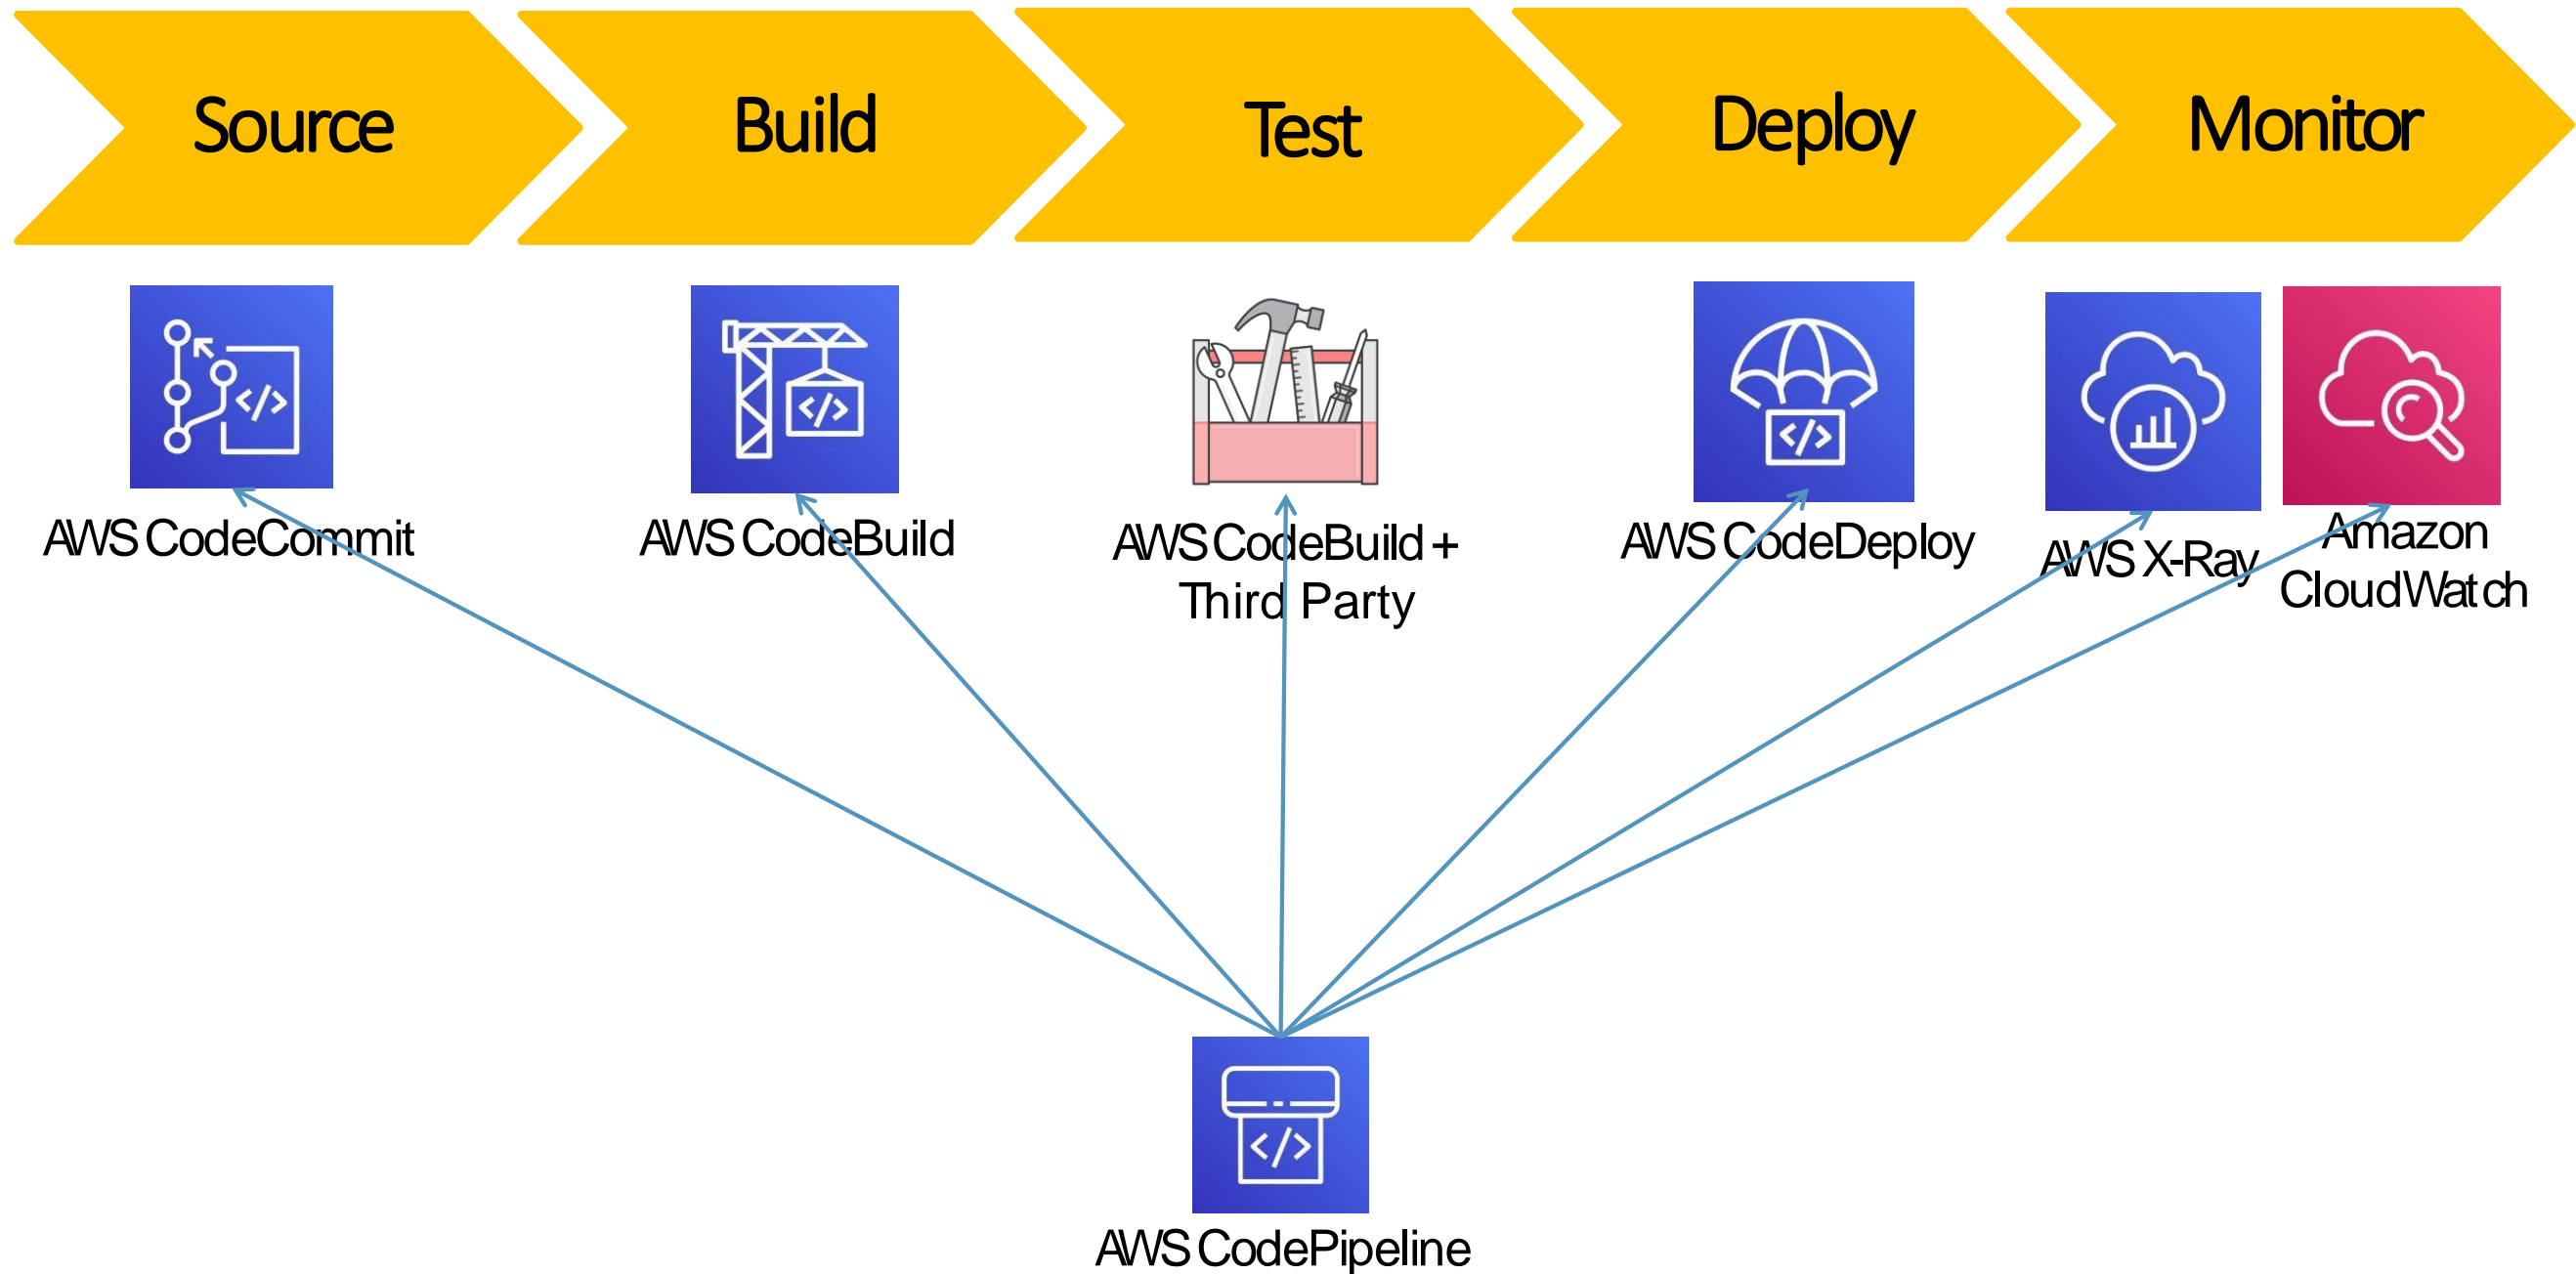 Source
Build
Test
Deploy
Monitor
AWS CodeCommit
AWS CodeBuild
AWS CodeBuild +
Third Party
AWS CodeDeploy
AWS X-Ray
Amazon
CloudWatch
AWS CodePipeline